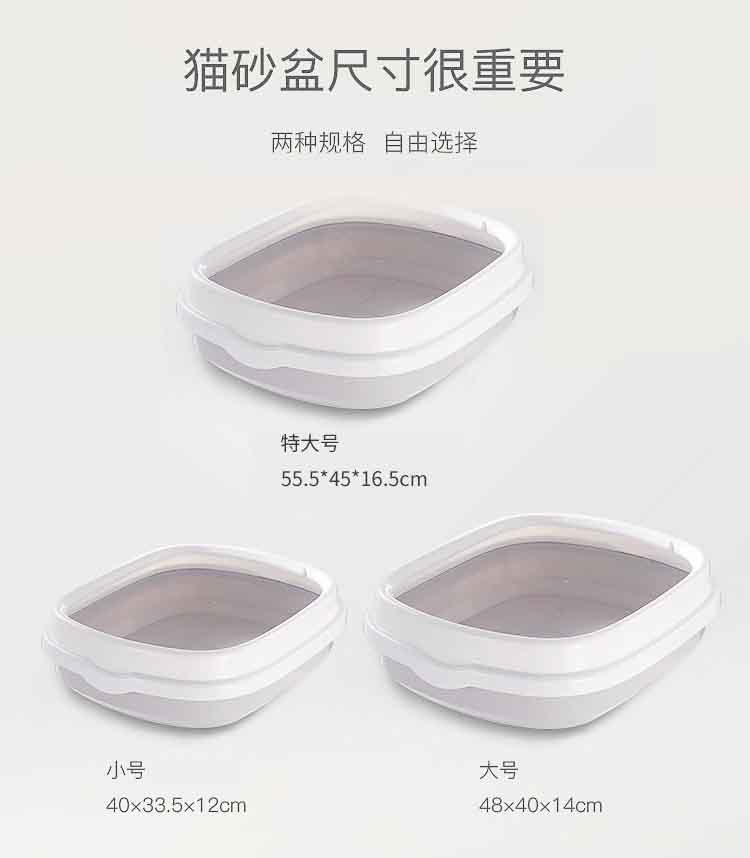 猫砂盆尺寸很重要
两种规格 自由选择
特大号
55.5*45*16.5cm
小号
40×33.5×12cm
大号
48×40×14cm